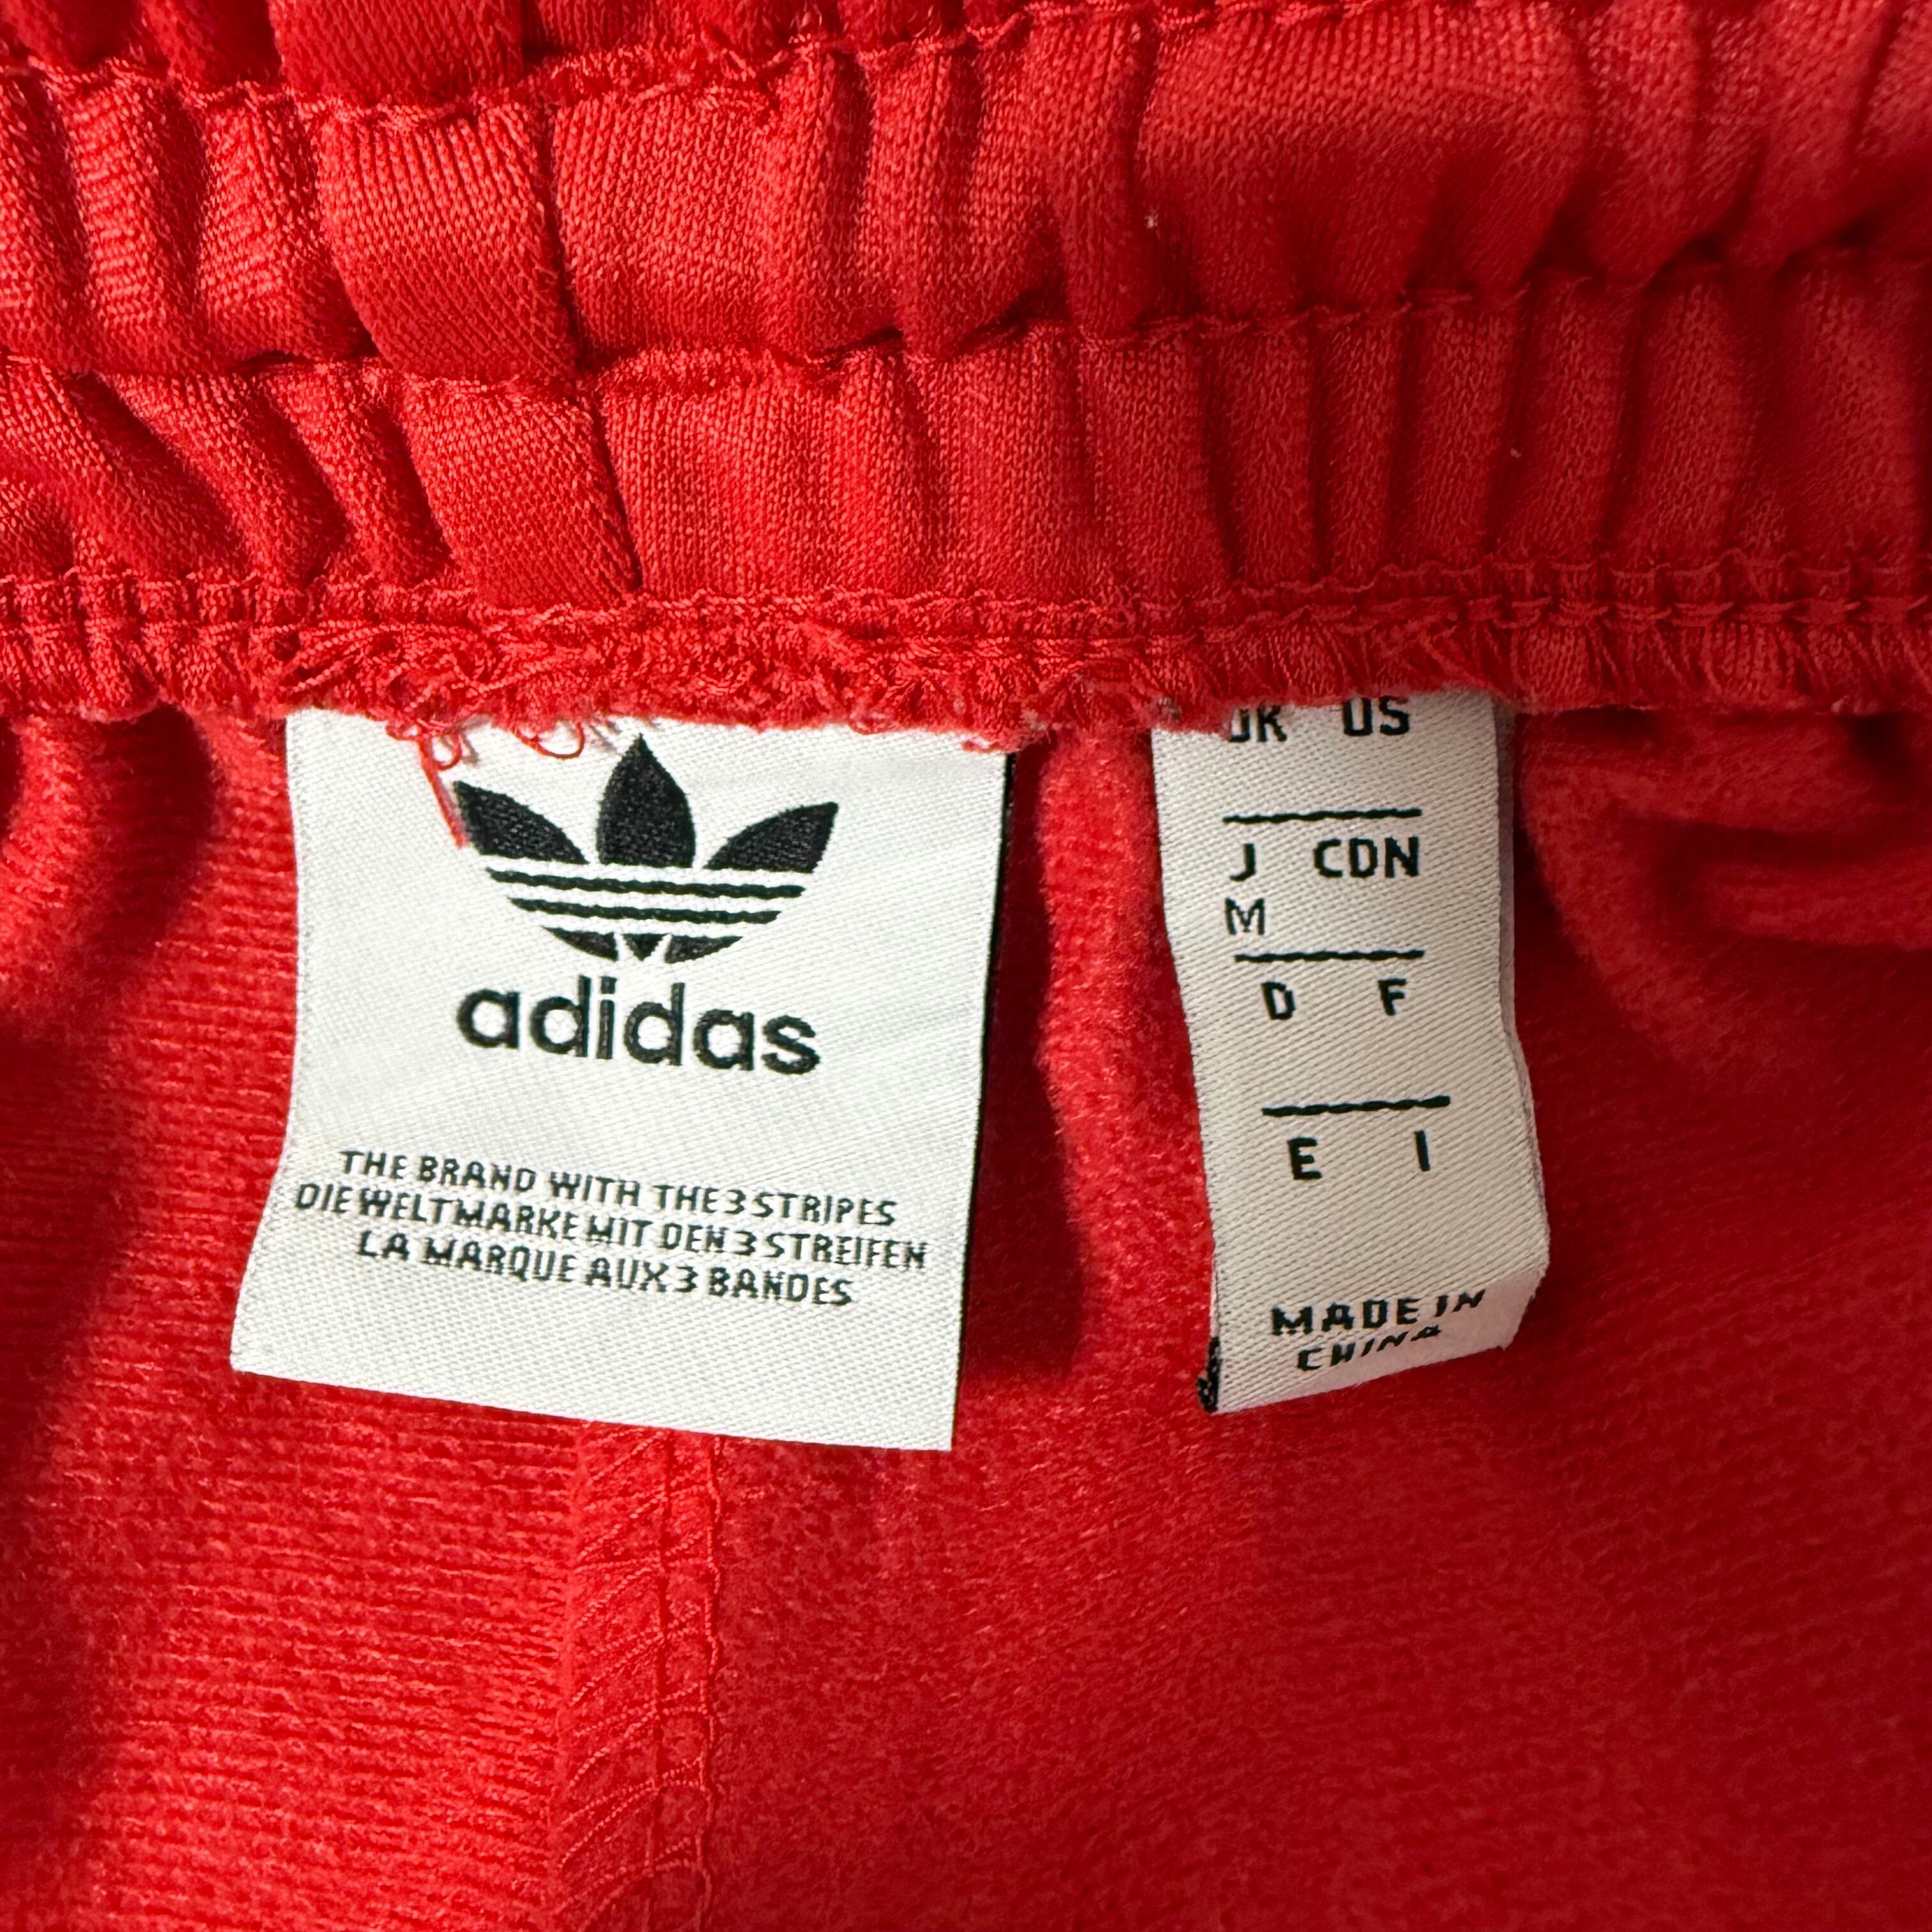 adidas
THE BRAND WITH THE 3 STRIPES
DIE WELTMARKE MIT DEN 3 STREIFEN
LA MARQUE AUX 3 BANDES
UK US
J CDN
M
D F
E I
MADE IN
CHINA